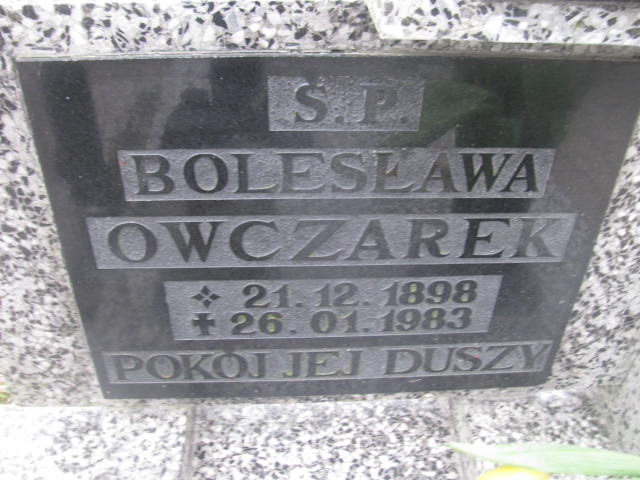 S.P.
BOLESŁAWA
OWCZAREK
❖ 21.12.1898
✝ 26.01.1983
POKÓJ JEJ DUSZY